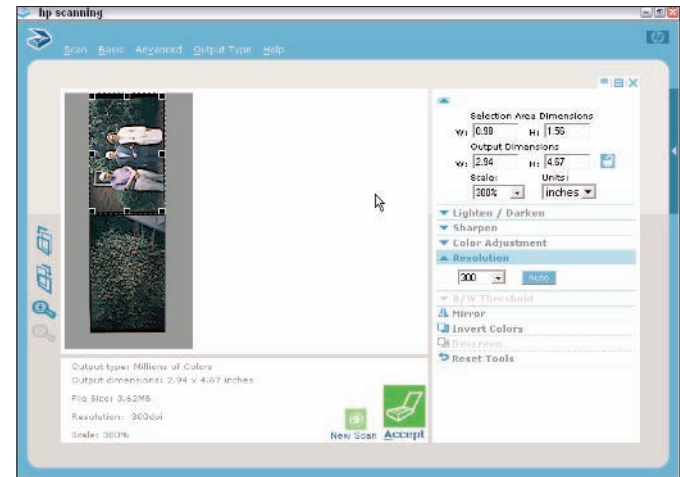 hp scanning
Scan Basic Advanced Output Type Help
hp
Selection Area Dimensions
W: 0.98 H: 1.56
Output Dimensions
W: 2.94 H: 4.67
Scale: Units:
300% inches
Lighten / Darken
Sharpen
Color Adjustment
Resolution
300 Auto
B/W Threshold
Mirror
Invert Colors
Descreen
Reset Tools
Output type: Millions of Colors
Output dimensions: 2.94 x 4.67 inches
File Size: 3.62MB
Resolution: 300dpi
Scale: 300%
New Scan Accept